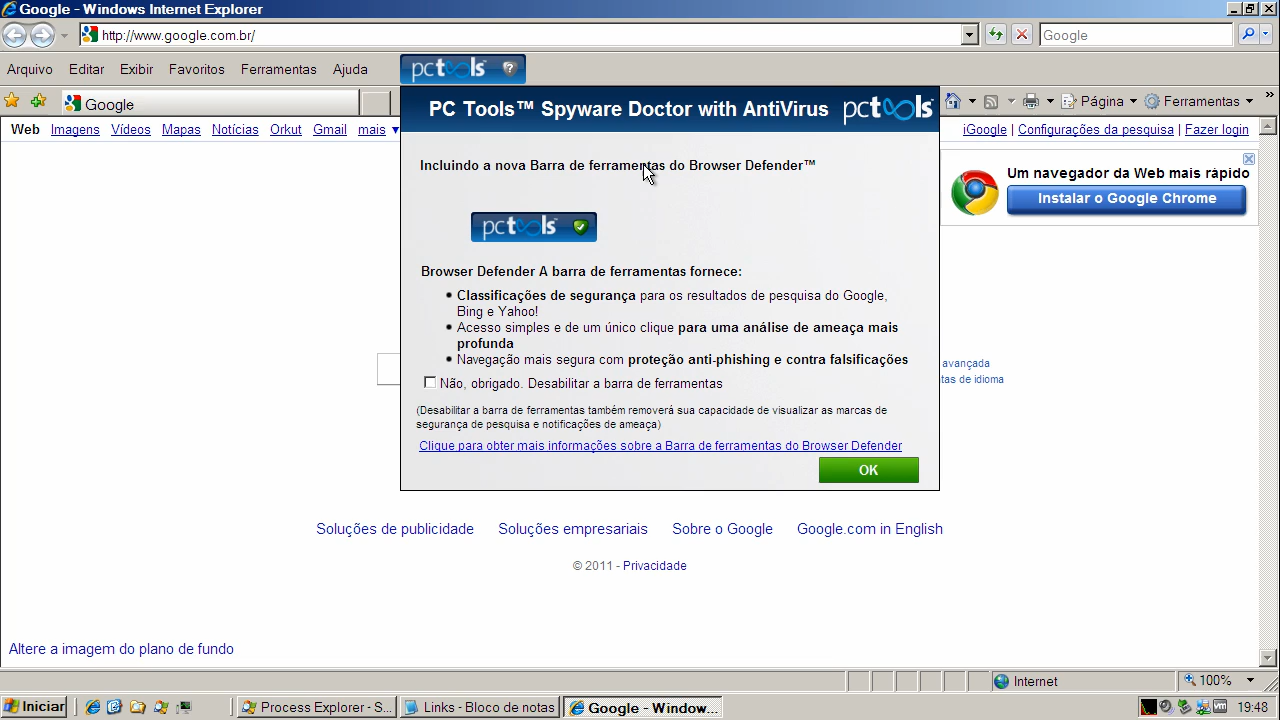 Google - Windows Internet Explorer
http://www.google.com.br/
Google
Arquivo Editar Exibir Favoritos Ferramentas Ajuda
pctools ?
Google
Página Ferramentas
Web Imagens Vídeos Mapas Notícias Orkut Gmail mais
iGoogle | Configurações da pesquisa | Fazer login
PC Tools™ Spyware Doctor with AntiVirus pctools™
Incluindo a nova Barra de ferramentas do Browser Defender™
pctools
Browser Defender A barra de ferramentas fornece:
• Classificações de segurança para os resultados de pesquisa do Google,
Bing e Yahoo!
• Acesso simples e de um único clique para uma análise de ameaça mais
profunda
• Navegação mais segura com proteção anti-phishing e contra falsificações
Não, obrigado. Desabilitar a barra de ferramentas
(Desabilitar a barra de ferramentas também removerá sua capacidade de visualizar as marcas de
segurança de pesquisa e notificações de ameaça)
Clique para obter mais informações sobre a Barra de ferramentas do Browser Defender
OK
Um navegador da Web mais rápido
Instalar o Google Chrome
avançada
tas de idioma
Soluções de publicidade Soluções empresariais Sobre o Google Google.com in English
© 2011 - Privacidade
Altere a imagem do plano de fundo
Internet 100%
Iniciar Process Explorer - S... Links - Bloco de notas Google - Window... 19:48